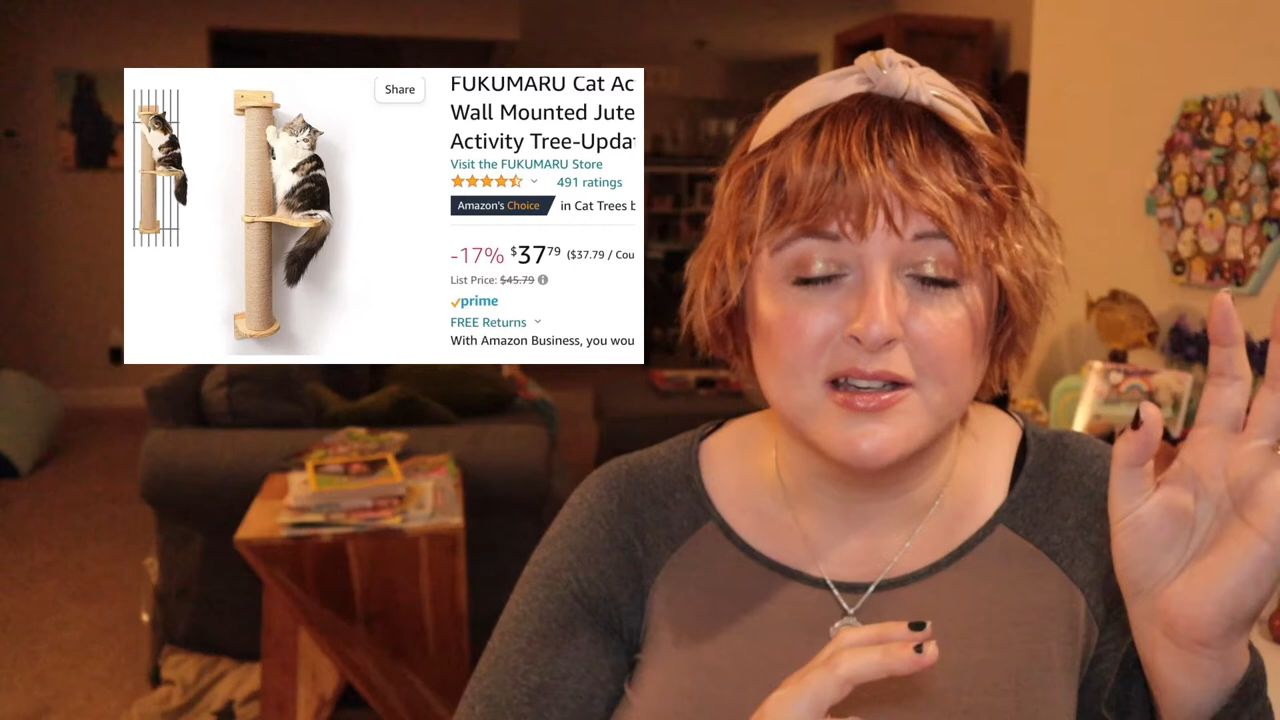 Share
FUKUMARU Cat Ac
Wall Mounted Jute
Activity Tree-Upda
Visit the FUKUMARU Store
491 ratings
Amazon's Choice in Cat Trees b
-17% $37 79 ($37.79 / Cou
List Price: $45.79
prime
FREE Returns
With Amazon Business, you wou